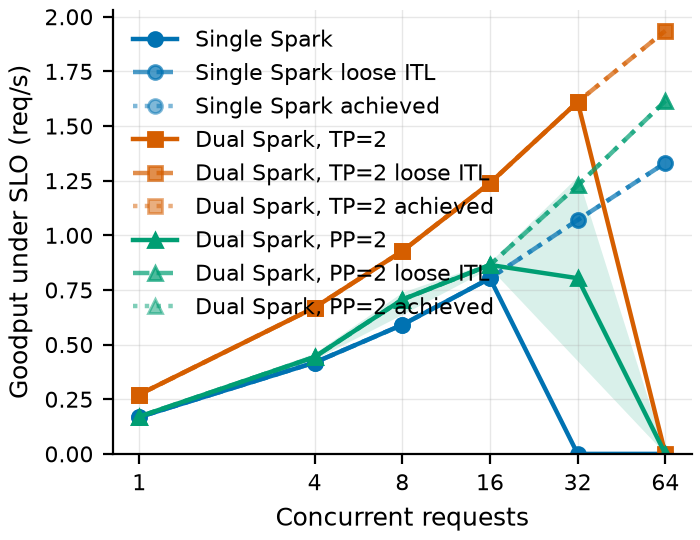 Goodput under SLO (req/s)
2.00
1.75
1.50
1.25
1.00
0.75
0.50
0.25
0.00
Single Spark
Single Spark loose ITL
Single Spark achieved
Dual Spark, TP=2
Dual Spark, TP=2 loose ITL
Dual Spark, TP=2 achieved
Dual Spark, PP=2
Dual Spark, PP=2 loose ITL
Dual Spark, PP=2 achieved
1 4 8 16 32 64
Concurrent requests